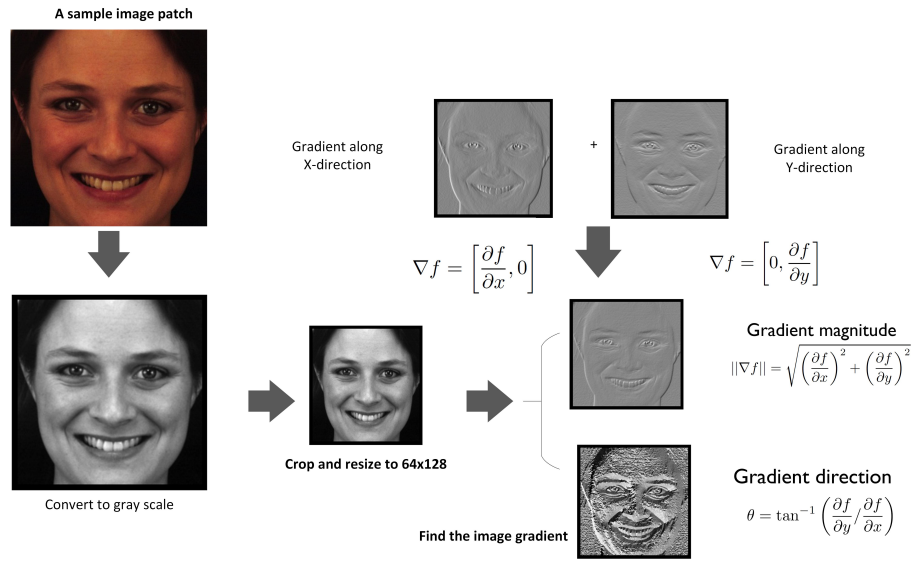 A sample image patch
Gradient along
X-direction
+
Gradient along
Y-direction
∇f = [∂f/∂x, 0]
∇f = [0, ∂f/∂y]
Gradient magnitude
||∇f|| = √((∂f/∂x)² + (∂f/∂y)²)
Crop and resize to 64x128
Convert to gray scale
Gradient direction
θ = tan⁻¹(∂f/∂y / ∂f/∂x)
Find the image gradient